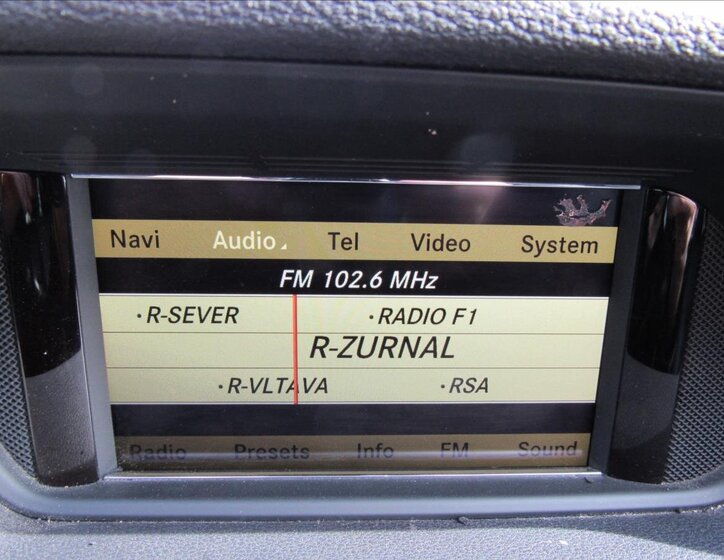 Navi Audio Tel Video System
FM 102.6 MHz
•R-SEVER •RADIO F1
R-ZURNAL
•R-VLTAVA •RSA
Radio Presets Info FM Sound